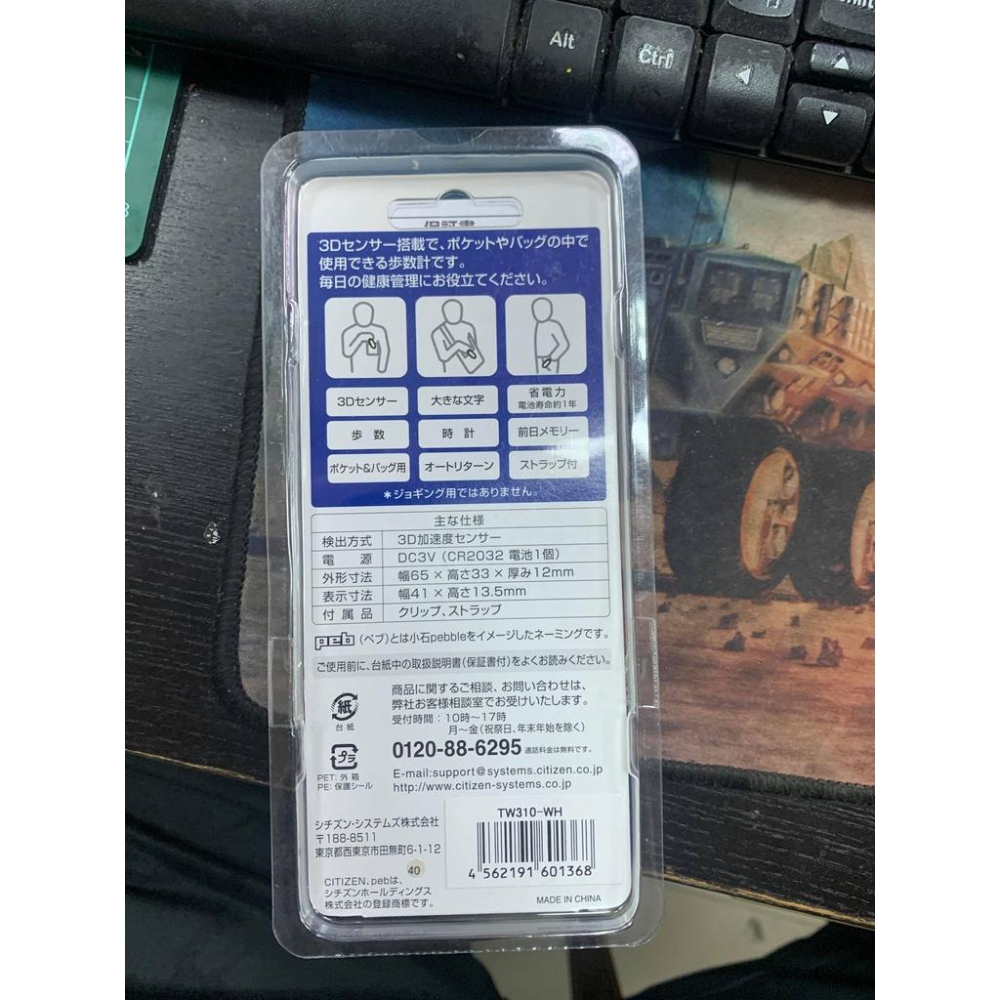 Alt
Ctrl
3Dセンサー搭載で、ポケットやバッグの中で
使用できる歩数計です。
毎日の健康管理にお役立てください。
3Dセンサー
大きな文字
省電力
電池寿命約1年
歩数
時計
前日メモリー
ポケット&バッグ用
オートリターン
ストラップ付
*ジョギング用ではありません。
主な仕様
検出方式 3D加速度センサー
電源 DC3V(CR2032 電池1個)
外形寸法 幅65×高さ33×厚み12mm
表示寸法 幅41×高さ13.5mm
付属品 クリップ、ストラップ
peb(ペブ)とは小石pebbleをイメージしたネーミングです。
ご使用前に、台紙中の取扱説明書(保証書付)をよくお読みください。
紙
台紙
プラ
PET:外箱
PE:保護シール
商品に関するご相談、お問い合わせは、
弊社お客様相談室でお受けいたします。
受付時間:10時~17時
月~金(祝祭日、年末年始を除く)
0120-88-6295 通話料金は無料です。
E-mail:support@systems.citizen.co.jp
http://www.citizen-systems.co.jp
シチズン・システムズ株式会社
〒188-8511
東京都西東京市田無町6-1-12
40
CITIZEN、pebは、
シチズンホールディングス
株式会社の登録商標です。
TW310-WH
4 562191 601368
MADE IN CHINA